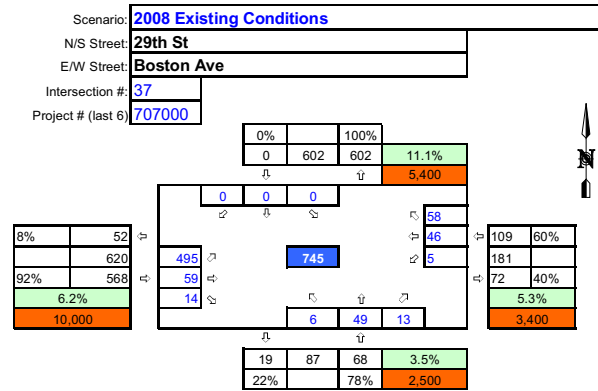 Scenario: 2008 Existing Conditions
N/S Street: 29th St
E/W Street: Boston Ave
Intersection #: 37
Project # (last 6) 707000
0% 100%
0 602 602 11.1%
⇩ ⇧ 5,400
N
0 0 0
58
8% 52 ⇦ ⇦ 46 ⇦ 109 60%
620 495 745 5 181
92% 568 ⇨ 59 ⇨ ⇨ 72 40%
6.2% 14 ⇧ 5.3%
10,000 6 49 13 3,400
⇩ ⇧
19 87 68 3.5%
22% 78% 2,500